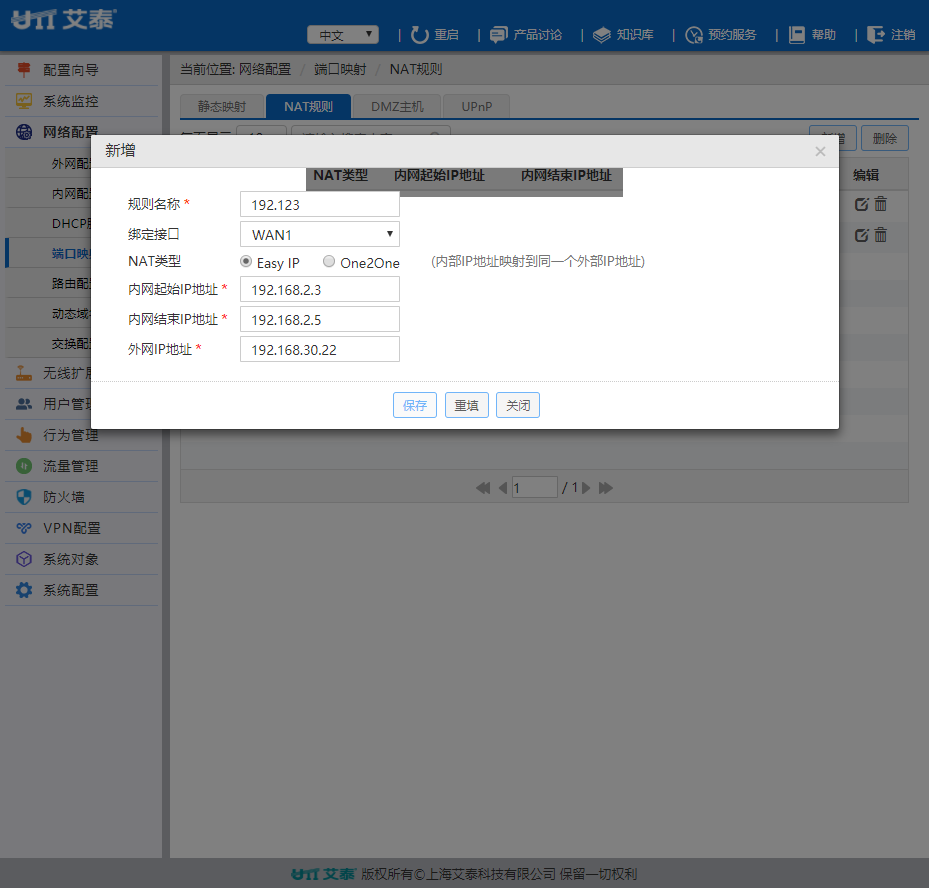 UTT 艾泰
中文 | 重启 | 产品讨论 | 知识库 | 预约服务 | 帮助 | 注销
配置向导
系统监控
网络配置
外网配
内网配
DHCP
端口映
路由配
动态域
交换配
无线扩
用户管
行为管理
流量管理
防火墙
VPN配置
系统对象
系统配置
当前位置: 网络配置 / 端口映射 / NAT规则
静态映射 NAT规则 DMZ主机 UPnP
删除
编辑
新增 ×
NAT类型 内网起始IP地址 内网结束IP地址
规则名称 * 192.123
绑定接口 WAN1
NAT类型 Easy IP One2One (内部IP地址映射到同一个外部IP地址)
内网起始IP地址 * 192.168.2.3
内网结束IP地址 * 192.168.2.5
外网IP地址 * 192.168.30.22
保存 重填 关闭
1 / 1
UTT 艾泰 版权所有©上海艾泰科技有限公司 保留一切权利